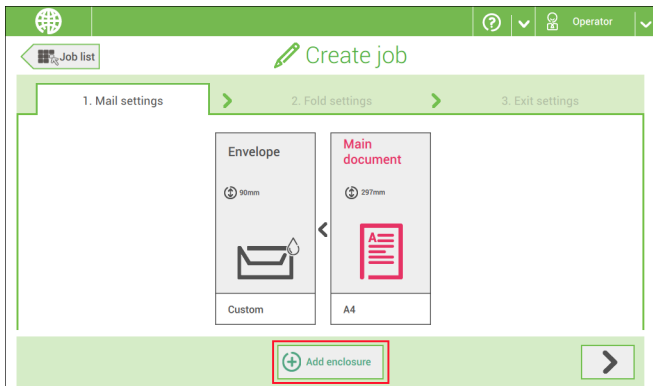 Operator
Job list
Create job
1. Mail settings
2. Fold settings
3. Exit settings
Envelope
90mm
Custom
Main
document
297mm
A
A4
Add enclosure